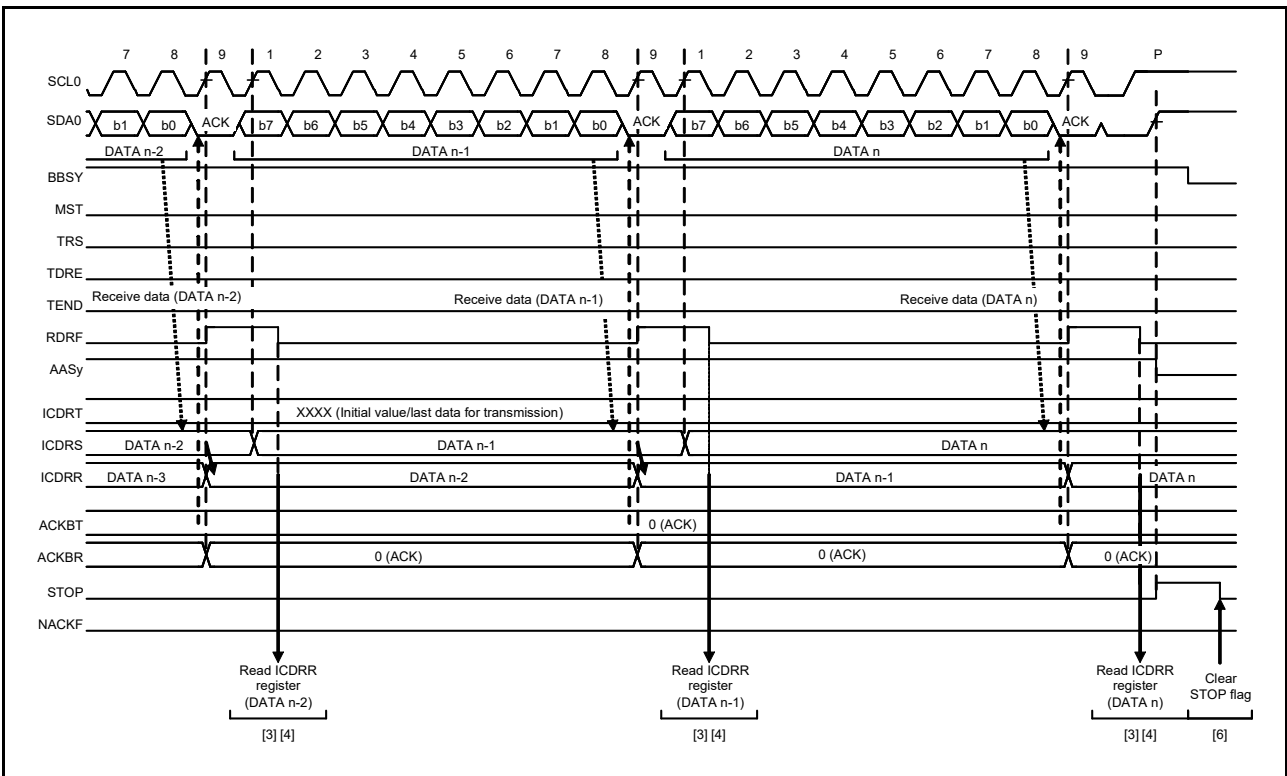 7 8 9 1 2 3 4 5 6 7 8 9 1 2 3 4 5 6 7 8 9 P
SCL0
SDA0 b1 b0 ACK b7 b6 b5 b4 b3 b2 b1 b0 ACK b7 b6 b5 b4 b3 b2 b1 b0 ACK
DATA n-2 DATA n-1 DATA n
BBSY
MST
TRS
TDRE
Receive data (DATA n-2) Receive data (DATA n-1) Receive data (DATA n)
TEND
RDRF
AASy
ICDRT XXXX (Initial value/last data for transmission)
ICDRS DATA n-2 DATA n-1 DATA n
ICDRR DATA n-3 DATA n-2 DATA n-1 DATA n
ACKBT 0 (ACK)
ACKBR 0 (ACK) 0 (ACK) 0 (ACK)
STOP
NACKF
Read ICDRR
register
(DATA n-2)
[3] [4]
Read ICDRR
register
(DATA n-1)
[3] [4]
Read ICDRR
register
(DATA n)
[3] [4]
Clear
STOP flag
[6]